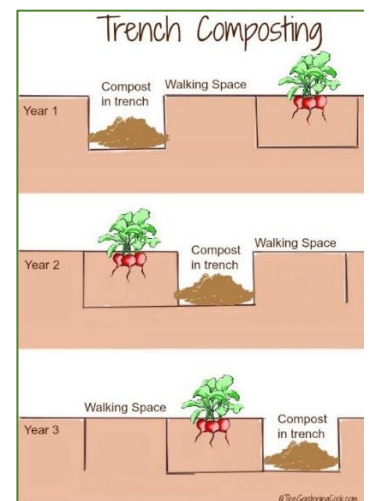 Trench Composting
Compost in trench
Walking Space
Year 1
Year 2
Compost in trench
Walking Space
Walking Space
Year 3
Compost in trench
©TheGardeningCook.com